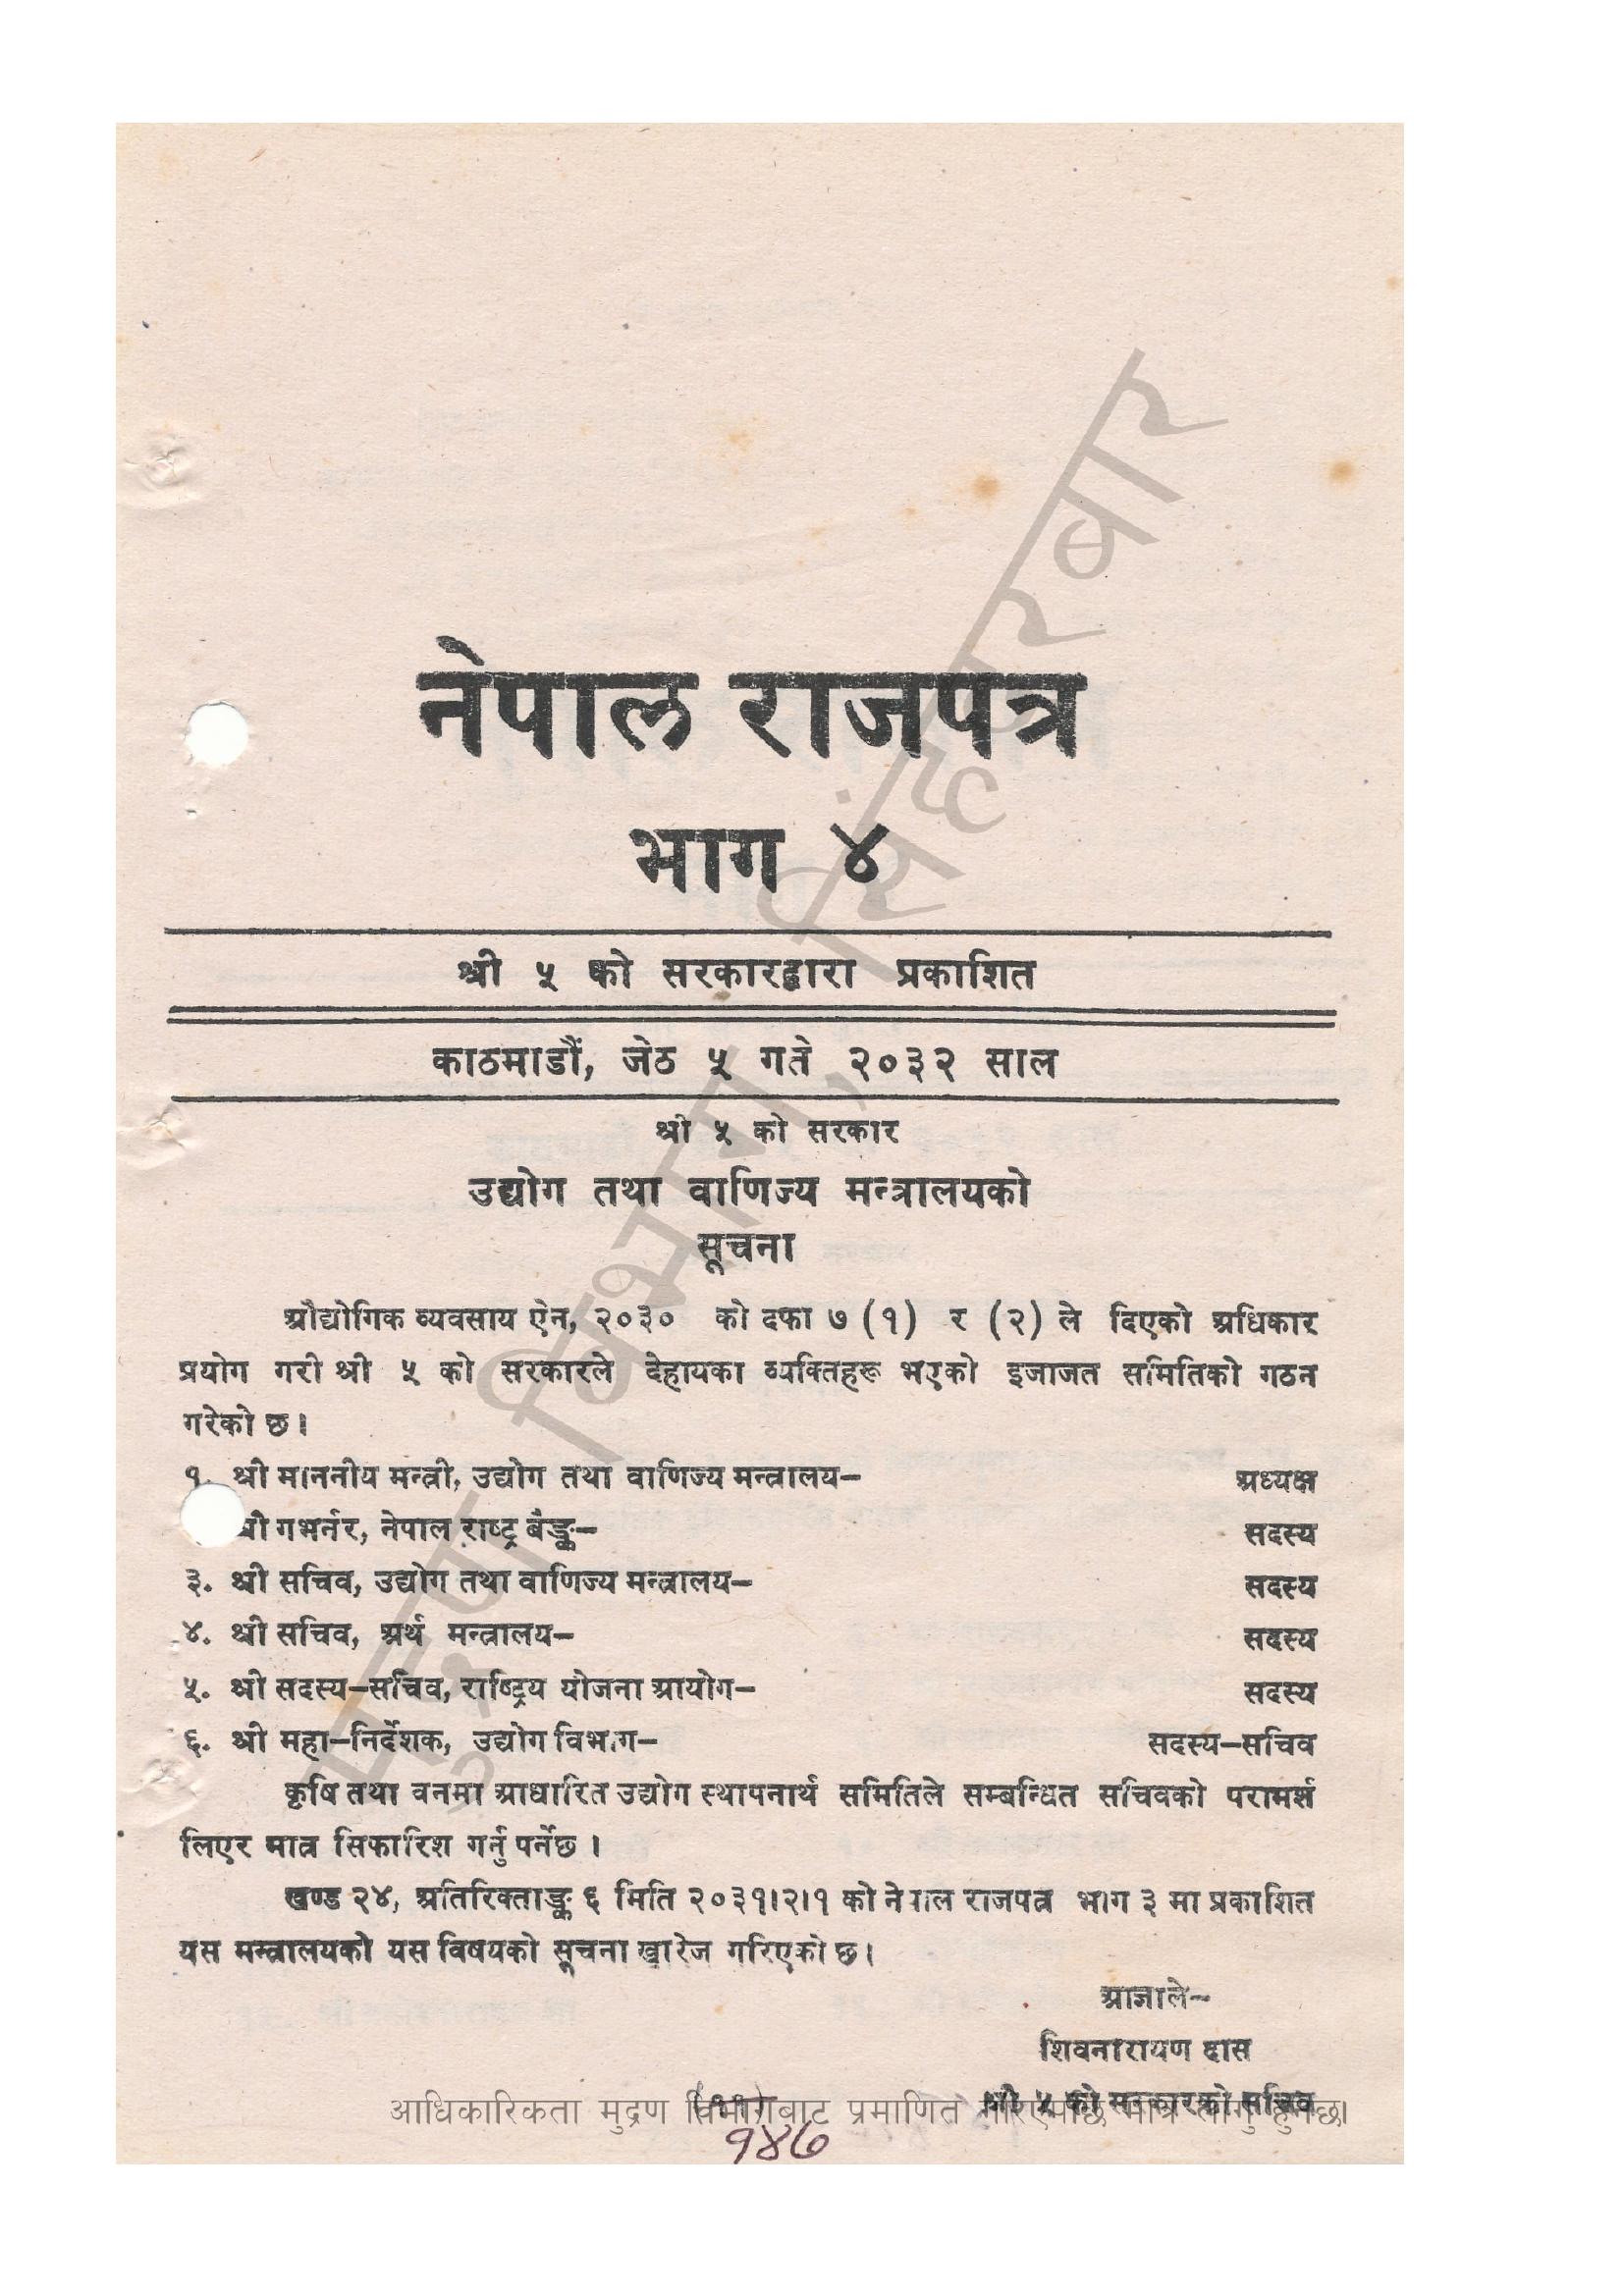 नेपाल राजपत्र
भाग ४
श्री ५ को सरकारद्वारा प्रकाशित
काठमाडौं, जेठ ५ गते २०३२ साल
श्री ५ को सरकार
उद्योग तथा वाणिज्य मन्त्रालयको
सूचना
औद्योगिक व्यवसाय ऐन, २०३० को दफा ७ (१) र (२) ले दिएको अधिकार
प्रयोग गरी श्री ५ को सरकारले देहायका व्यक्तिहरू भएको इजाजत समितिको गठन
गरेको छ।
१. श्री माननीय मन्त्री, उद्योग तथा वाणिज्य मन्त्रालय– अध्यक्ष
श्री गभर्नर, नेपाल राष्ट्र बैङ्क– सदस्य
३. श्री सचिव, उद्योग तथा वाणिज्य मन्त्रालय– सदस्य
४. श्री सचिव, अर्थ मन्त्रालय– सदस्य
५. श्री सदस्य–सचिव, राष्ट्रिय योजना आयोग– सदस्य
६. श्री महा–निर्देशक, उद्योग विभाग– सदस्य–सचिव
कृषि तथा वनमा आधारित उद्योग स्थापनार्थ समितिले सम्बन्धित सचिवको परामर्श
लिएर मात्र सिफारिश गर्नु पर्नेछ ।
खण्ड २४, अतिरिक्ताङ्क ६ मिति २०३१।२।१ को नेपाल राजपत्र भाग ३ मा प्रकाशित
यस मन्त्रालयको यस विषयको सूचना खारेज गरिएको छ।
आज्ञाले–
शिवनारायण दास
श्री ५ को सरकारको सचिव
आधिकारिकता मुद्रण विभागबाट प्रमाणित गरिएपछि मात्र लागु हुनेछ।
१४७
मुद्रण विभाग, सिंहदरबार